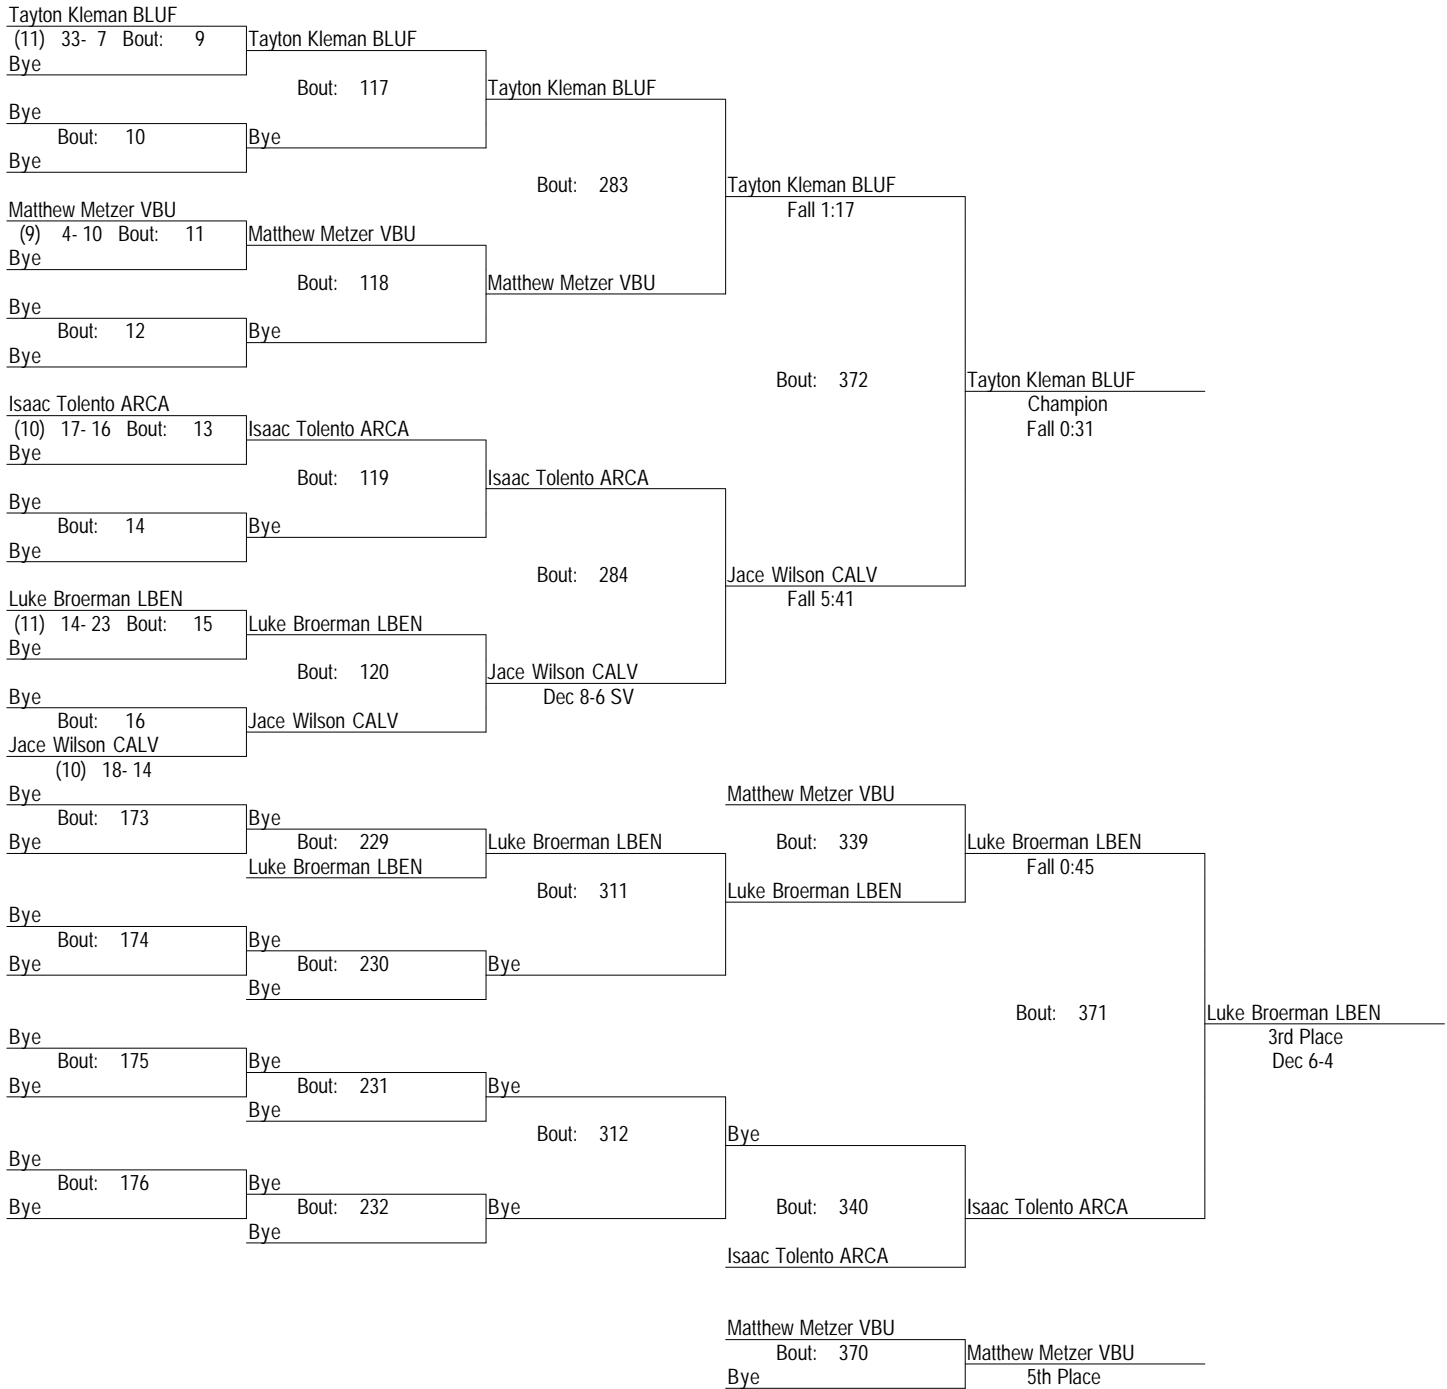 Tayton Kleman BLUF
(11) 33- 7 Bout: 9
Bye
Bye
Bout: 10
Bye
Matthew Metzer VBU
(9) 4- 10 Bout: 11
Bye
Bye
Bout: 12
Bye
Isaac Tolento ARCA
(10) 17- 16 Bout: 13
Bye
Bye
Bout: 14
Bye
Luke Broerman LBEN
(11) 14- 23 Bout: 15
Bye
Bye
Bout: 16
Jace Wilson CALV
(10) 18- 14
Tayton Kleman BLUF
Bout: 117
Bye
Matthew Metzer VBU
Bout: 118
Bye
Isaac Tolento ARCA
Bout: 119
Bye
Luke Broerman LBEN
Bout: 120
Jace Wilson CALV
Tayton Kleman BLUF
Bout: 283
Matthew Metzer VBU
Isaac Tolento ARCA
Bout: 284
Jace Wilson CALV
Dec 8-6 SV
Tayton Kleman BLUF
Fall 1:17
Bout: 372
Jace Wilson CALV
Fall 5:41
Tayton Kleman BLUF
Champion
Fall 0:31
Bye
Bout: 173
Bye
Bye
Bout: 174
Bye
Bye
Bout: 175
Bye
Bye
Bout: 176
Bye
Bye
Bout: 229
Luke Broerman LBEN
Bye
Bout: 230
Bye
Bye
Bout: 231
Bye
Bye
Bout: 232
Bye
Luke Broerman LBEN
Bout: 311
Bye
Bye
Bout: 312
Bye
Matthew Metzer VBU
Bout: 339
Luke Broerman LBEN
Bye
Bout: 340
Isaac Tolento ARCA
Luke Broerman LBEN
Fall 0:45
Bout: 371
Isaac Tolento ARCA
Luke Broerman LBEN
3rd Place
Dec 6-4
Matthew Metzer VBU
Bout: 370
Bye
Matthew Metzer VBU
5th Place